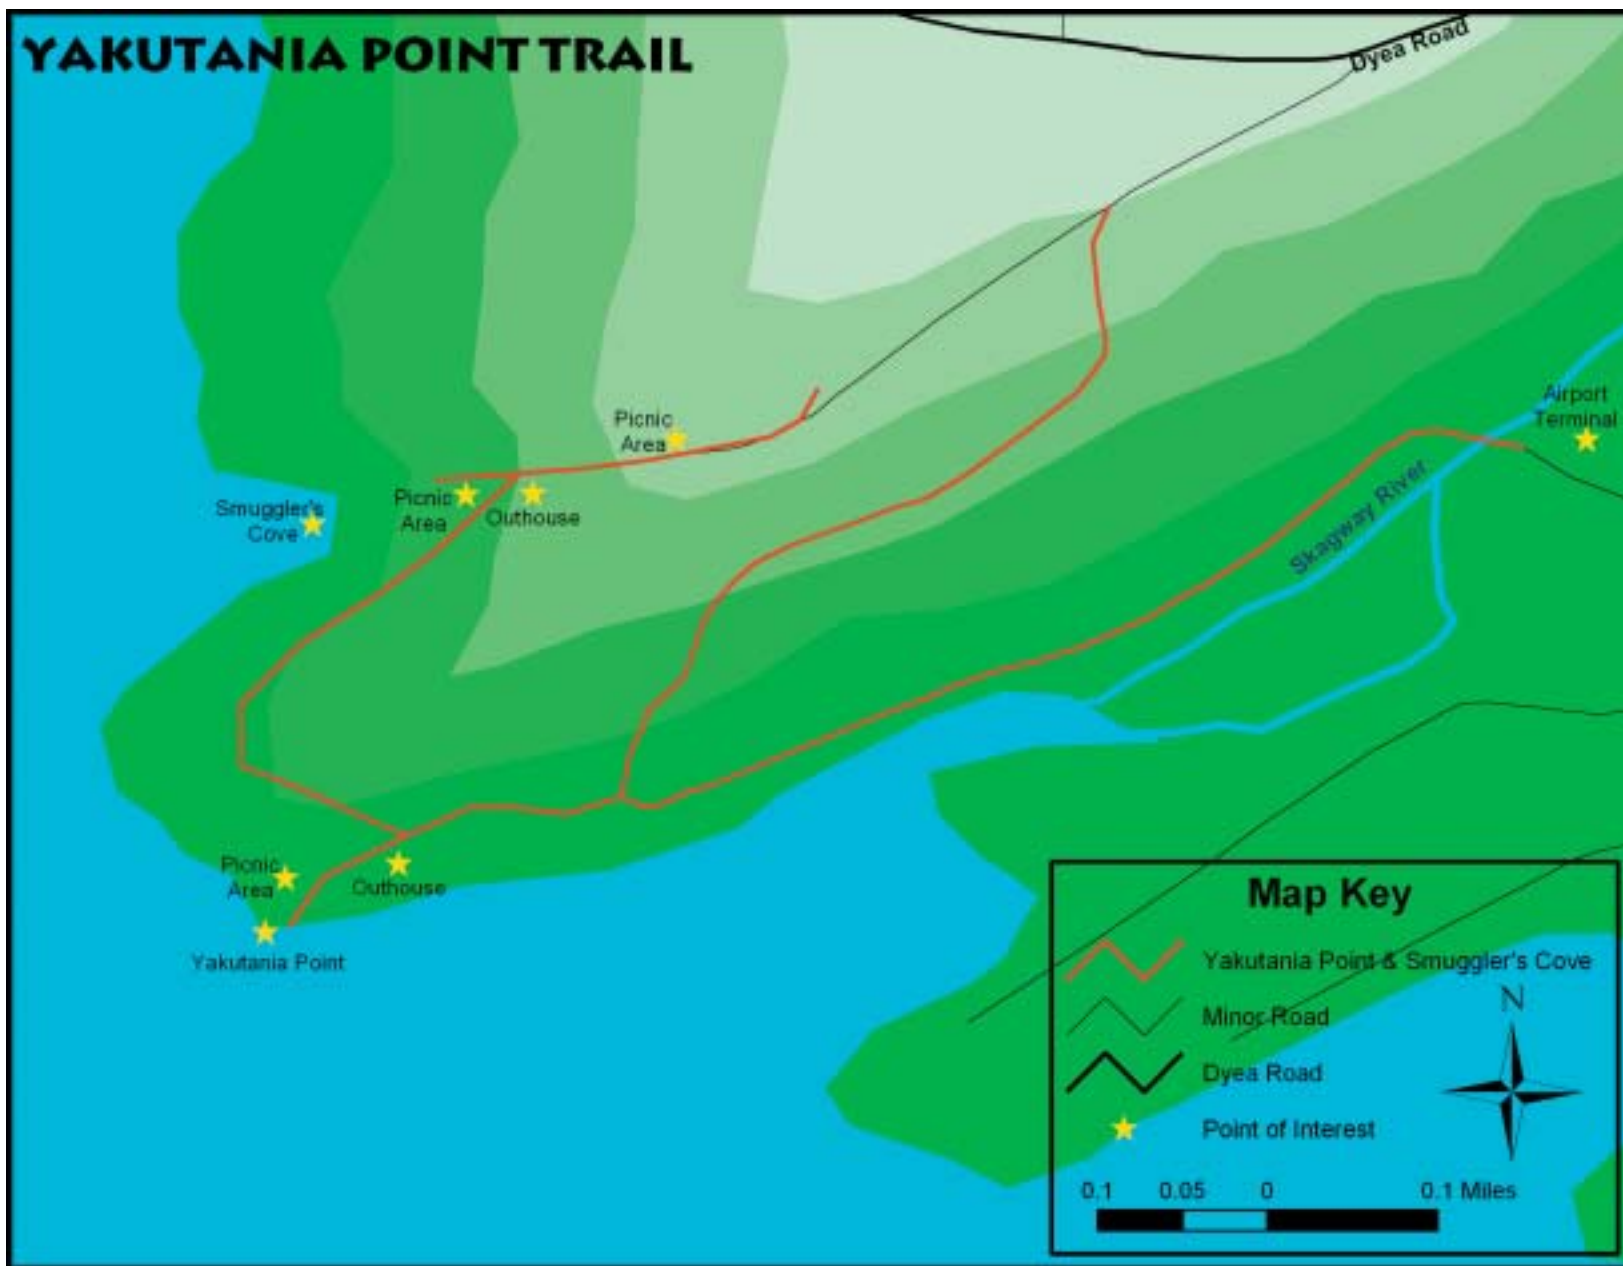 YAKUTANIA POINT TRAIL
Dyea Road
Airport
Terminal
Picnic
Area
Smuggler's
Cove
Picnic
Area
Outhouse
Skagway River
Picnic
Area
Outhouse
Yakutania Point
Map Key
Yakutania Point & Smuggler's Cove
N
Minor Road
Dyea Road
Point of Interest
0.1 0.05 0 0.1 Miles